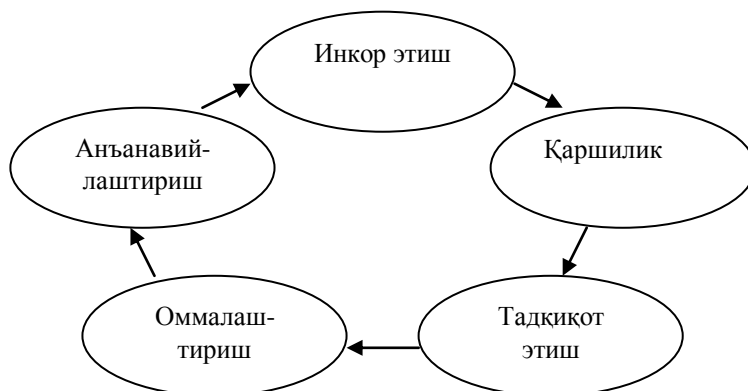 Инкор этиш
Қаршилик
Тадқиқот
этиш
Оммалаш-
тириш
Анъанавий-
лаштириш